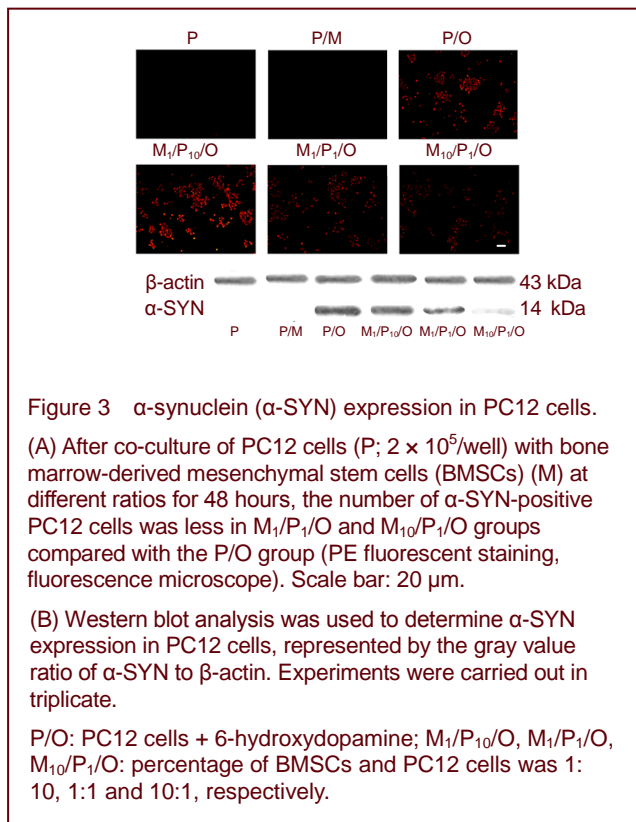 P P/M P/O
M₁/P₁₀/O M₁/P₁/O M₁₀/P₁/O
β-actin 43 kDa
α-SYN 14 kDa
P P/M P/O M₁/P₁₀/O M₁/P₁/O M₁₀/P₁/O
Figure 3 α-synuclein (α-SYN) expression in PC12 cells.
(A) After co-culture of PC12 cells (P; 2 × 10⁵/well) with bone
marrow-derived mesenchymal stem cells (BMSCs) (M) at
different ratios for 48 hours, the number of α-SYN-positive
PC12 cells was less in M₁/P₁/O and M₁₀/P₁/O groups
compared with the P/O group (PE fluorescent staining,
fluorescence microscope). Scale bar: 20 μm.
(B) Western blot analysis was used to determine α-SYN
expression in PC12 cells, represented by the gray value
ratio of α-SYN to β-actin. Experiments were carried out in
triplicate.
P/O: PC12 cells + 6-hydroxydopamine; M₁/P₁₀/O, M₁/P₁/O,
M₁₀/P₁/O: percentage of BMSCs and PC12 cells was 1:
10, 1:1 and 10:1, respectively.